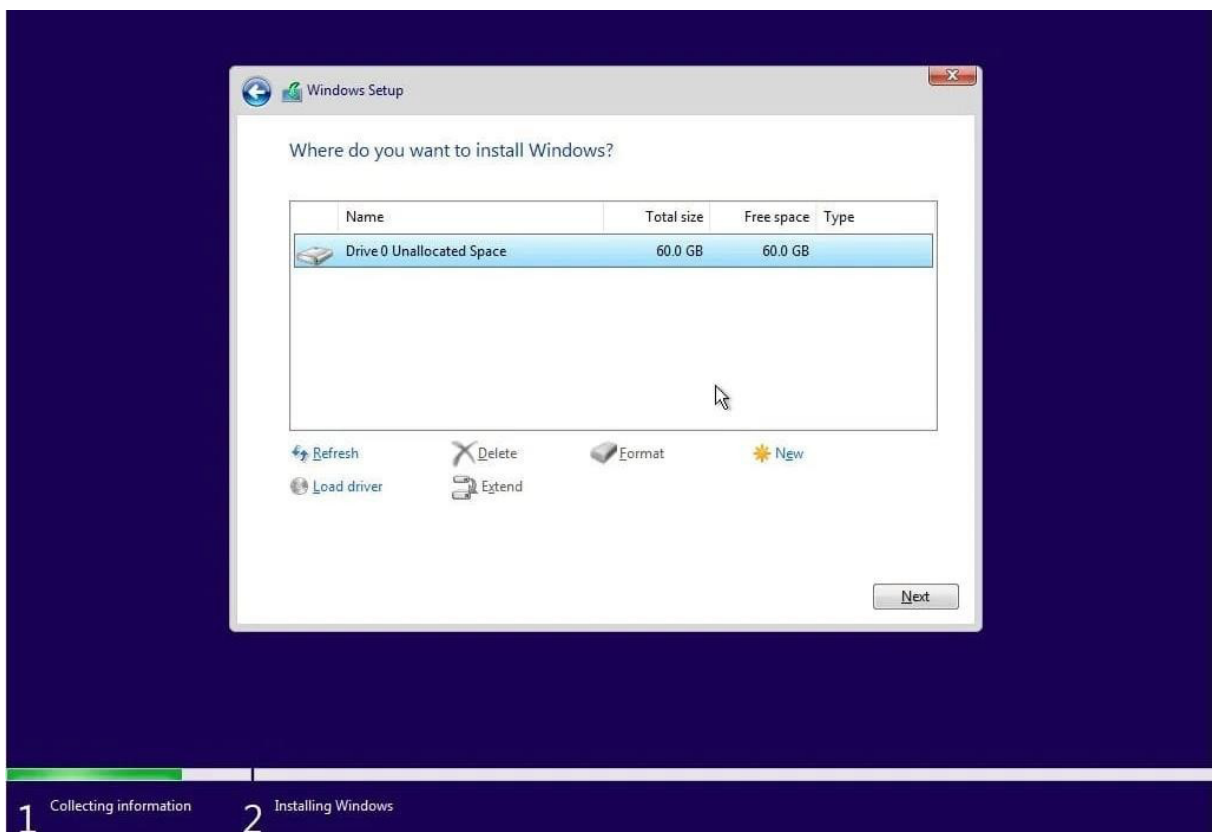 Windows Setup
Where do you want to install Windows?
Name Total size Free space Type
Drive 0 Unallocated Space 60.0 GB 60.0 GB
Refresh Delete Format New
Load driver Extend
Next
1 Collecting information 2 Installing Windows